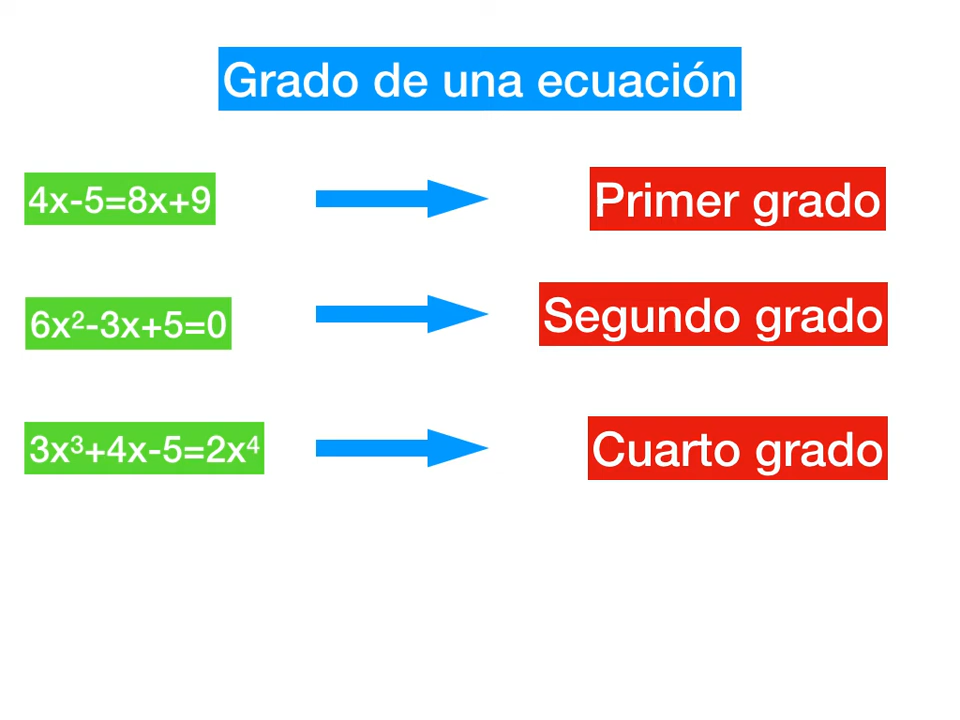 Grado de una ecuación
4x-5=8x+9
Primer grado
6x²-3x+5=0
Segundo grado
3x³+4x-5=2x⁴
Cuarto grado